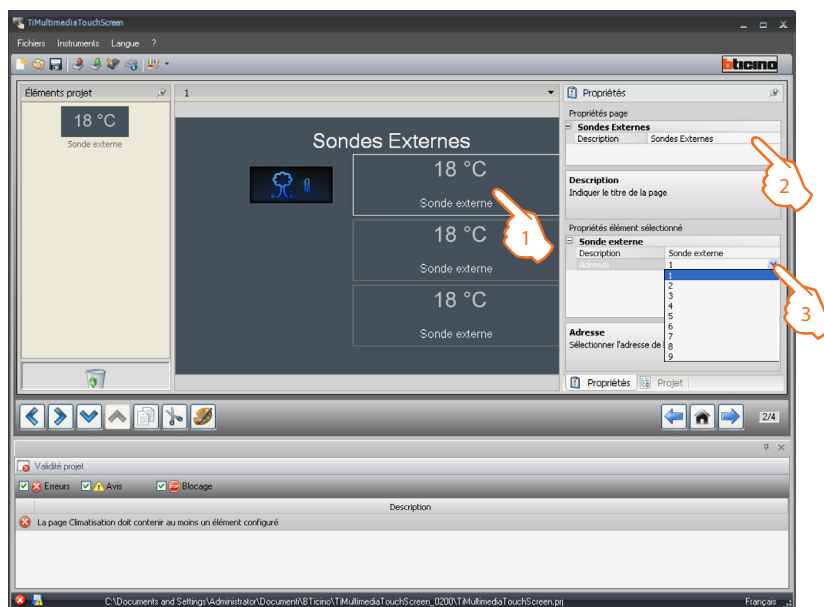 TiMultimediaTouchScreen
Fichiers Instruments Langue ?
bticino
Éléments projet
18 °C
Sonde externe
1
Sondes Externes
18 °C
Sonde externe
18 °C
Sonde externe
18 °C
Sonde externe
1
Propriétés
Propriétés page
Sondes Externes
Description Sondes Externes
Description
Indiquer le titre de la page
2
Propriétés élément sélectionné
Sonde externe
Description Sonde externe
Adresse 1
1
2
3
4
5
6
7
8
9
3
Adresse
Sélectionner l'adresse de l
Propriétés Projet
2/4
Validité projet
Erreurs Avis Blocage
Description
La page Climatisation doit contenir au moins un élément configuré
C:\Documents and Settings\Administrator\Documenti\BTicino\TiMultimediaTouchScreen_0200\TiMultimediaTouchScreen.prj
Français